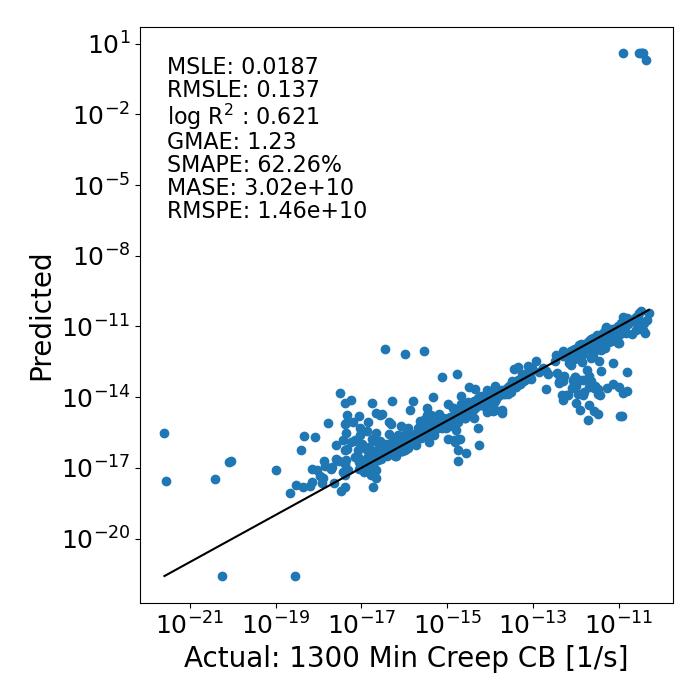 MSLE: 0.0187
RMSLE: 0.137
log R² : 0.621
GMAE: 1.23
SMAPE: 62.26%
MASE: 3.02e+10
RMSPE: 1.46e+10
10¹
10⁻²
10⁻⁵
10⁻⁸
10⁻¹¹
10⁻¹⁴
10⁻¹⁷
10⁻²⁰
Predicted
10⁻²¹ 10⁻¹⁹ 10⁻¹⁷ 10⁻¹⁵ 10⁻¹³ 10⁻¹¹
Actual: 1300 Min Creep CB [1/s]